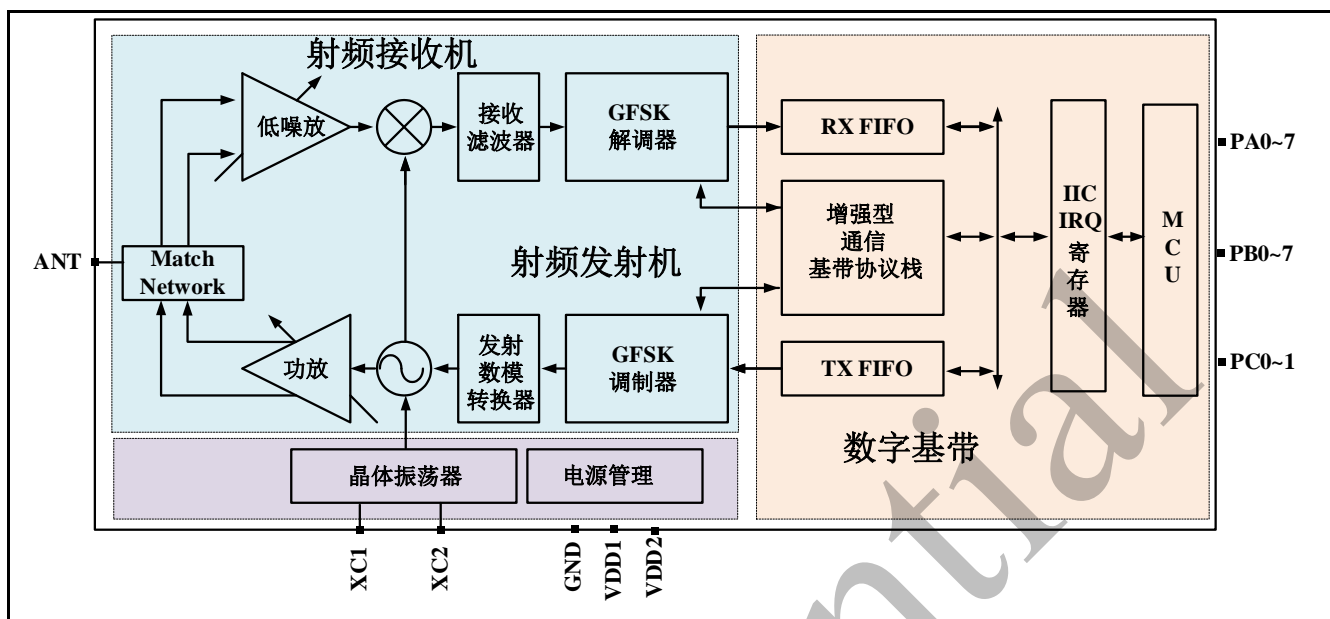 射频接收机
低噪放
接收
滤波器
GFSK
解调器
RX FIFO
IIC
IRQ
寄
存
器
M
C
U
PA0~7
PB0~7
PC0~1
ANT
Match
Network
射频发射机
增强型
通信
基带协议栈
功放
发射
数模
转换器
GFSK
调制器
TX FIFO
数字基带
晶体振荡器
电源管理
XC1
XC2
GND
VDD1
VDD2
ntial